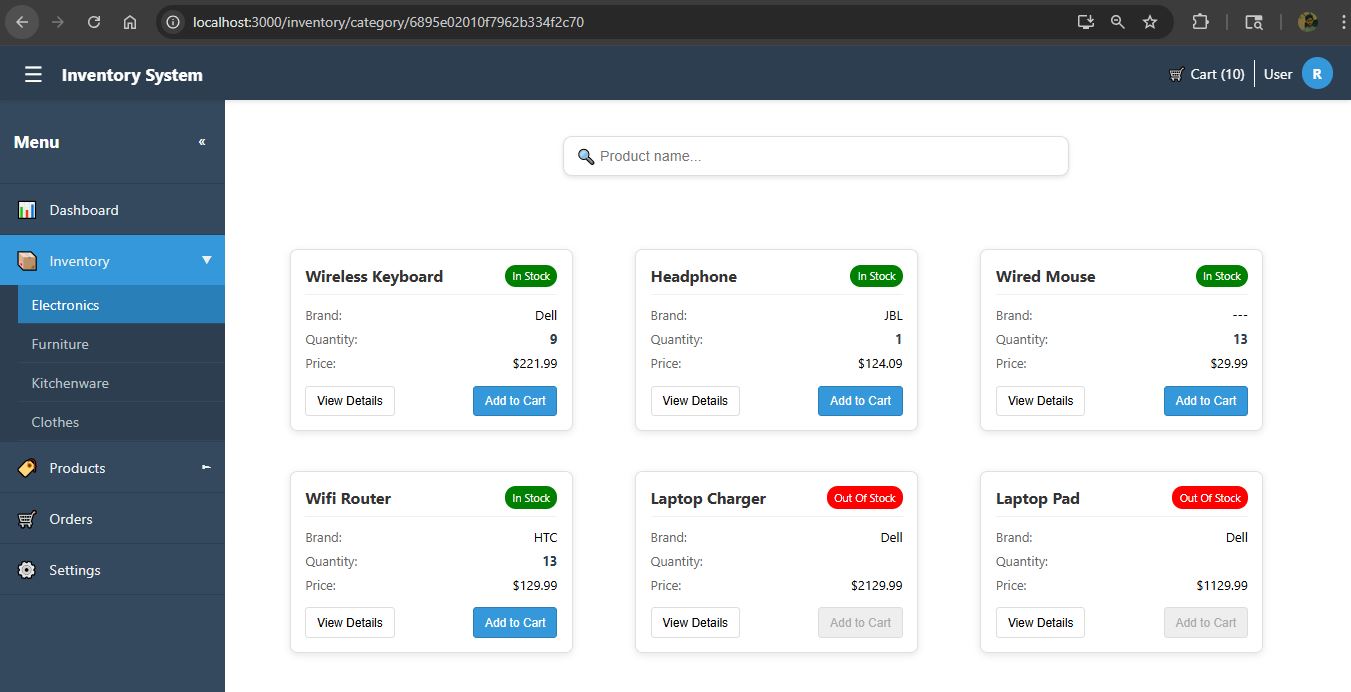 localhost:3000/inventory/category/6895e02010f7962b334f2c70
Inventory System
Cart (10)
User
R
Menu
«
Dashboard
Inventory
Electronics
Furniture
Kitchenware
Clothes
Products
Orders
Settings
Product name...
Wireless Keyboard In Stock
Brand: Dell
Quantity: 9
Price: $221.99
View Details Add to Cart
Headphone In Stock
Brand: JBL
Quantity: 1
Price: $124.09
View Details Add to Cart
Wired Mouse In Stock
Brand: ---
Quantity: 13
Price: $29.99
View Details Add to Cart
Wifi Router In Stock
Brand: HTC
Quantity: 13
Price: $129.99
View Details Add to Cart
Laptop Charger Out Of Stock
Brand: Dell
Quantity:
Price: $2129.99
View Details Add to Cart
Laptop Pad Out Of Stock
Brand: Dell
Quantity:
Price: $1129.99
View Details Add to Cart